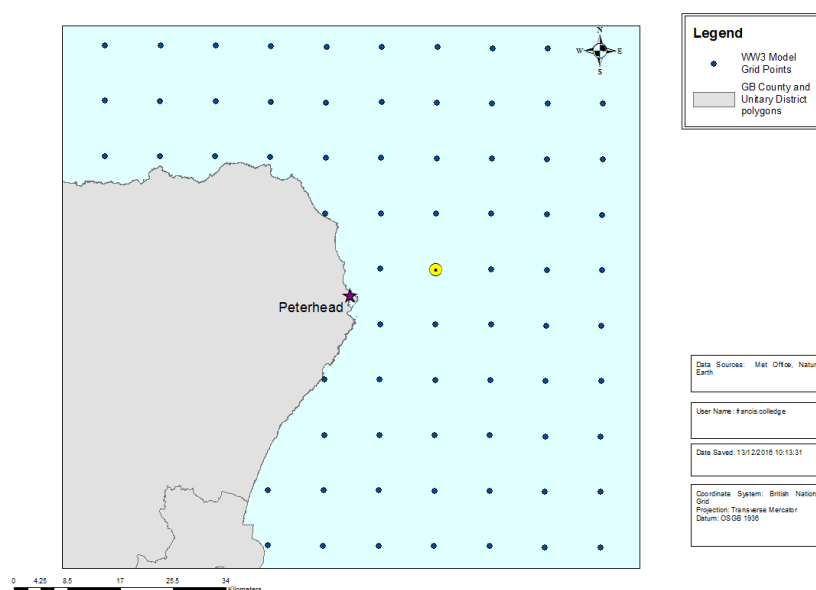 N
W
E
S
Peterhead
Legend
WW3 Model
Grid Points
GB County and
Unitary District
polygons
Data Sources: Met Office, Natur
Earth
User Name: francis.colledge
Date Saved: 13/12/2016 10:13:31
Coordinate System: British Nation
Grid
Projection: Transverse Mercator
Datum: OSGB 1936
0 4.25 8.5 17 25.5 34
Kilometers